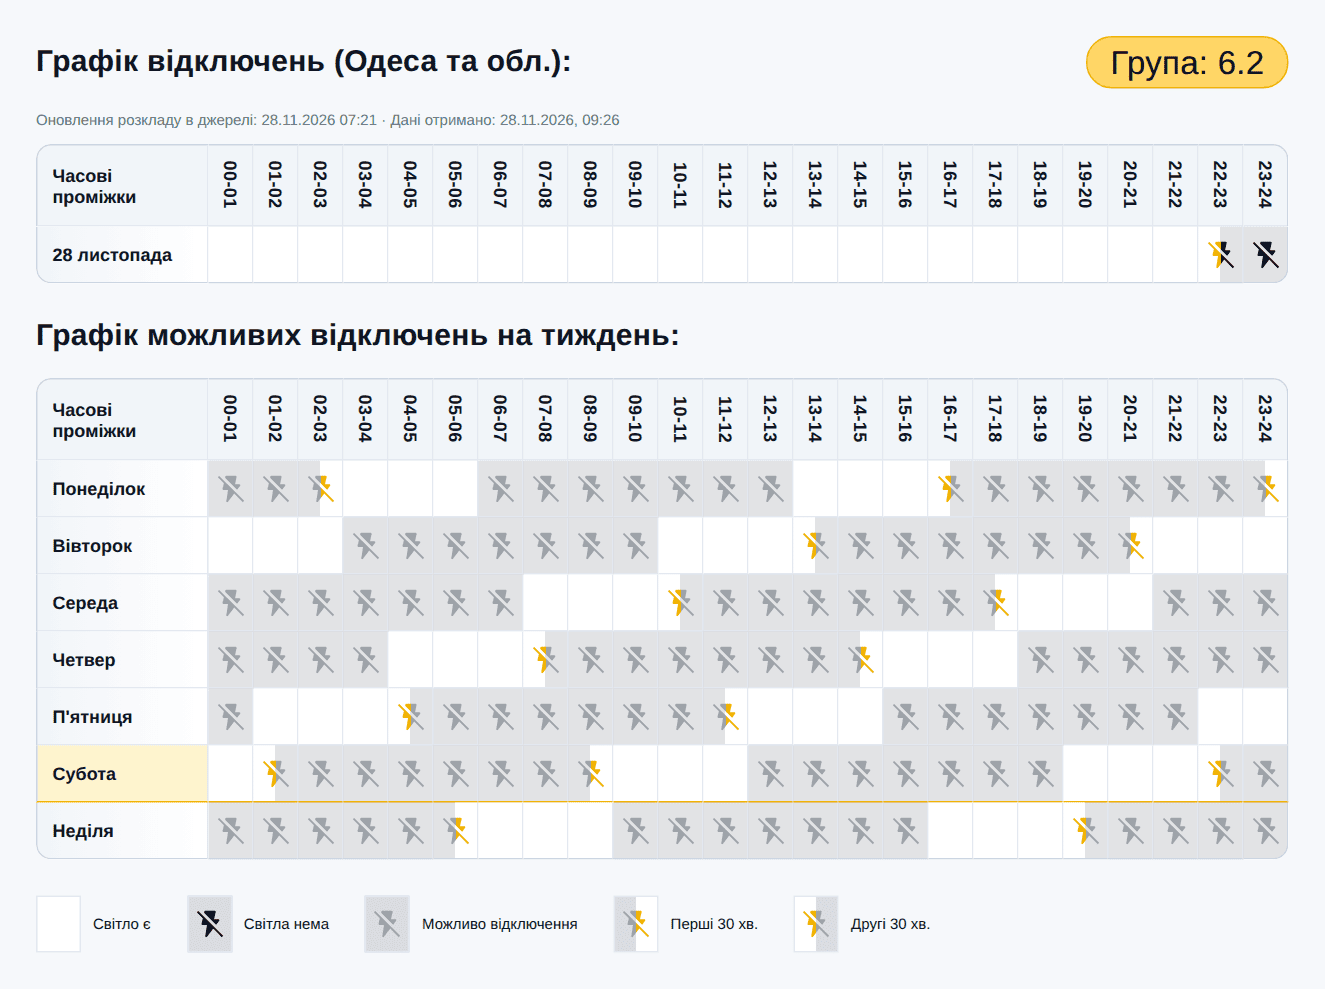 Графік відключень (Одеса та обл.):
Група: 6.2
Оновлення розкладу в джерелі: 28.11.2026 07:21 · Дані отримано: 28.11.2026, 09:26
Часові проміжки 00-01 01-02 02-03 03-04 04-05 05-06 06-07 07-08 08-09 09-10 10-11 11-12 12-13 13-14 14-15 15-16 16-17 17-18 18-19 19-20 20-21 21-22 22-23 23-24
28 листопада
Графік можливих відключень на тиждень:
Часові проміжки 00-01 01-02 02-03 03-04 04-05 05-06 06-07 07-08 08-09 09-10 10-11 11-12 12-13 13-14 14-15 15-16 16-17 17-18 18-19 19-20 20-21 21-22 22-23 23-24
Понеділок
Вівторок
Середа
Четвер
П'ятниця
Субота
Неділя
Світло є Світла нема Можливо відключення Перші 30 хв. Другі 30 хв.